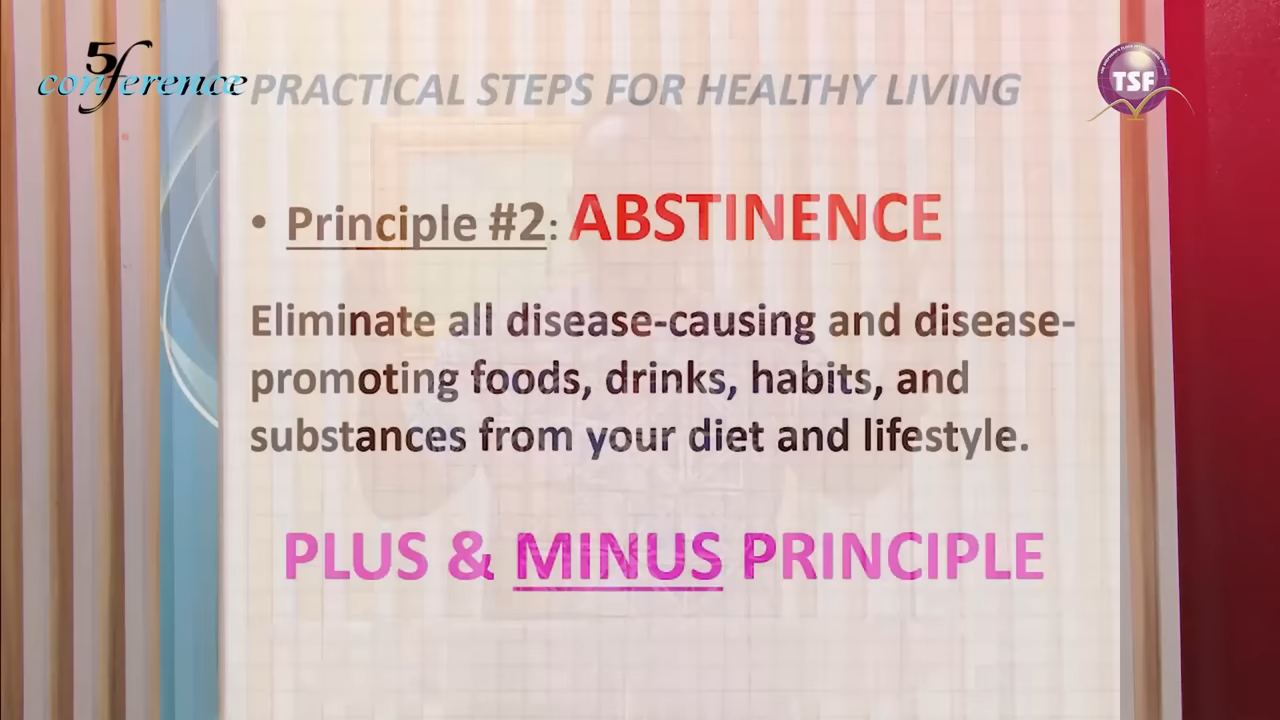 5f
conference
PRACTICAL STEPS FOR HEALTHY LIVING
TSF
• Principle #2: ABSTINENCE
Eliminate all disease-causing and disease-
promoting foods, drinks, habits, and
substances from your diet and lifestyle.
PLUS & MINUS PRINCIPLE